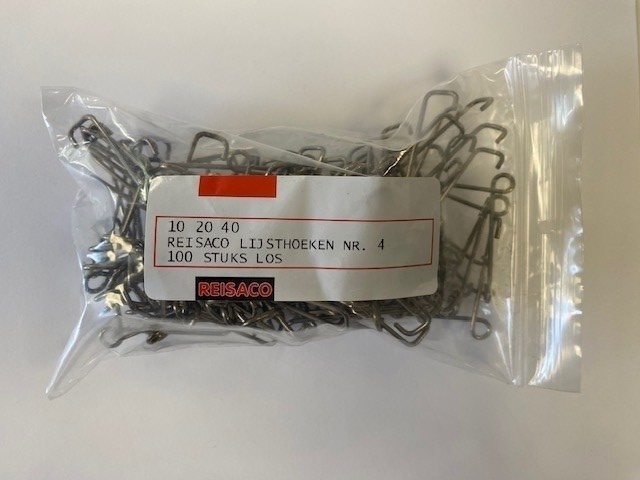 10 20 40
REISACO LIJSTHOEKEN NR. 4
100 STUKS LOS
REISACO